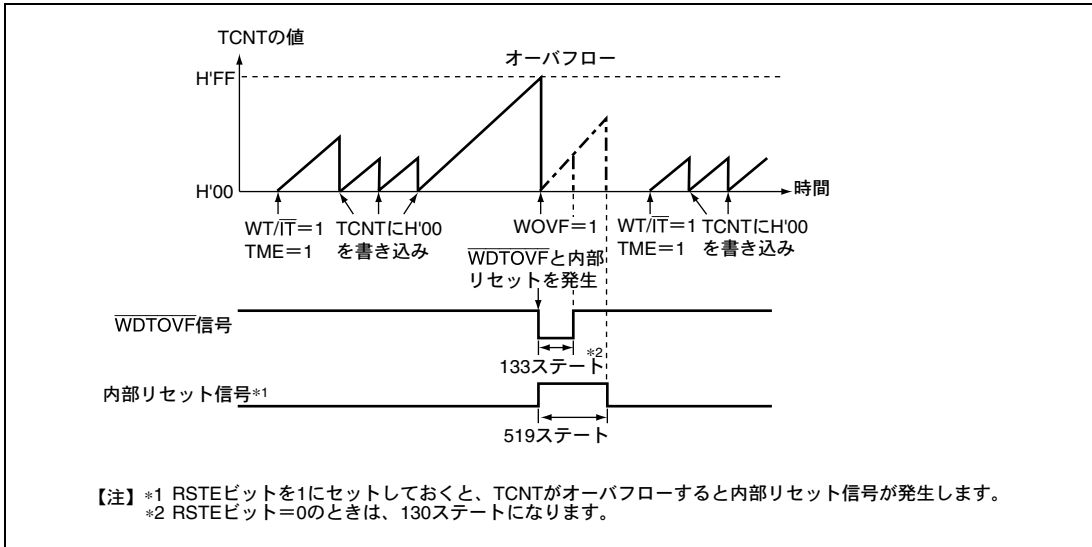 TCNTの値
オーバフロー
H'FF
H'00
時間
WT/IT＝1
TME＝1
TCNTにH'00
を書き込み
WOVF＝1
WT/IT＝1
TME＝1
TCNTにH'00
を書き込み
WDTOVFと内部
リセットを発生
WDTOVF信号
133ステート*2
内部リセット信号*1
519ステート
【注】*1 RSTEビットを1にセットしておくと、TCNTがオーバフローすると内部リセット信号が発生します。
*2 RSTEビット＝0のときは、130ステートになります。